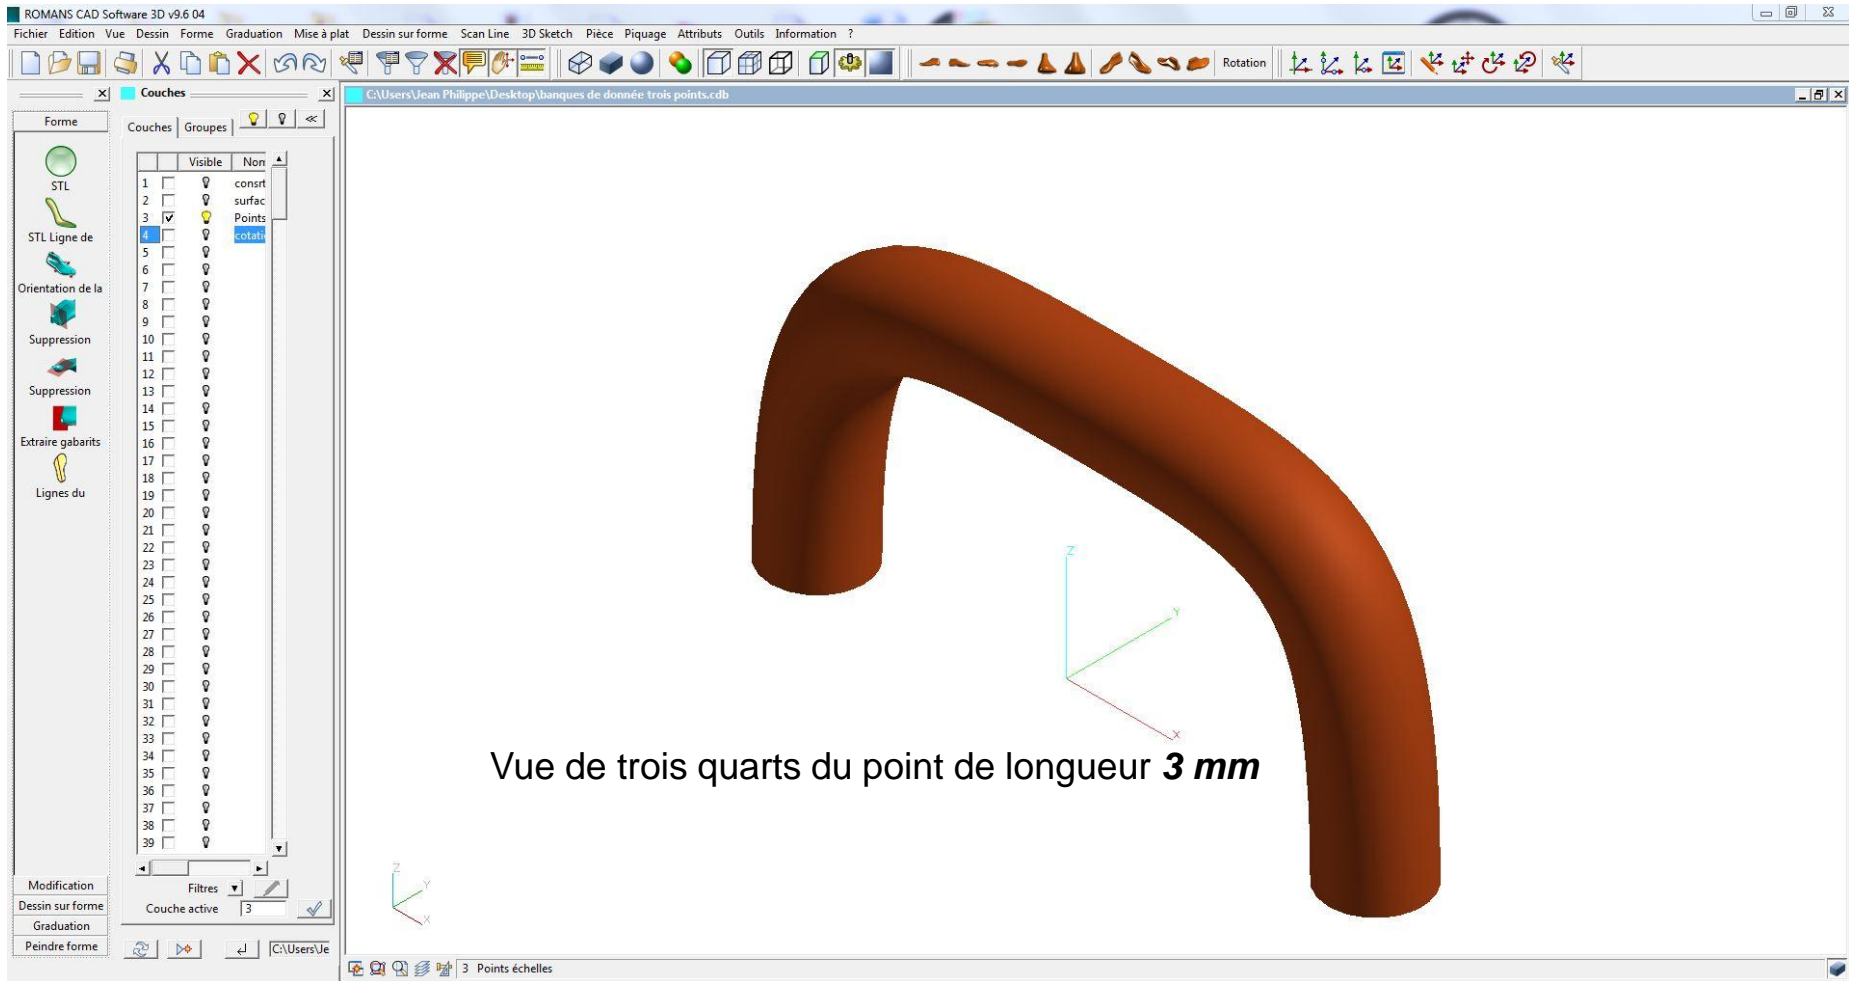 ROMANS CAD Software 3D v9.6 04
Fichier Edition Vue Dessin Forme Graduation Mise à plat Dessin sur forme Scan Line 3D Sketch Pièce Piquage Attributs Outils Information ?
Rotation
Couches
C:\Users\Jean Philippe\Desktop\banques de donnée trois points.cdb
Forme
Couches Groupes
Visible Nom
STL
1 consrt
2 surfac
3 Points
STL Ligne de
4 cotati
5
6
Orientation de la
7
8
9
Suppression
10
11
12
Suppression
13
14
15
Extraire gabarits
16
17
18
Lignes du
19
20
21
22
23
24
25
26
27
28
29
30
31
32
33
34
35
36
37
38
39
Z
Y
X
Vue de trois quarts du point de longueur 3 mm
Z
Y
X
Modification
Filtres
Dessin sur forme
Couche active 3
Graduation
Peindre forme
C:\Users\Je
3 Points échelles